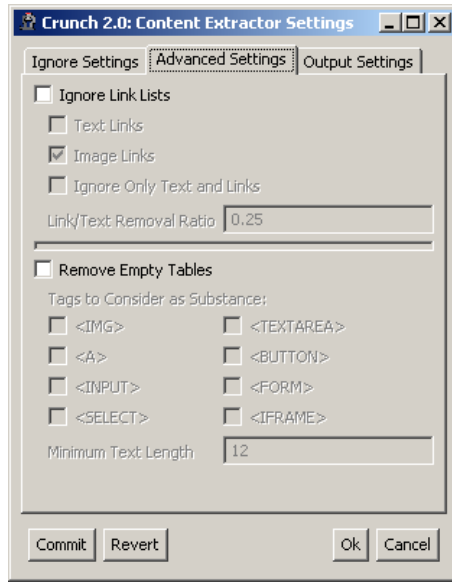 Crunch 2.0: Content Extractor Settings
Ignore Settings Advanced Settings Output Settings
Ignore Link Lists
Text Links
Image Links
Ignore Only Text and Links
Link/Text Removal Ratio 0.25
Remove Empty Tables
Tags to Consider as Substance:
<IMG> <TEXTAREA>
<A> <BUTTON>
<INPUT> <FORM>
<SELECT> <IFRAME>
Minimum Text Length 12
Commit Revert Ok Cancel